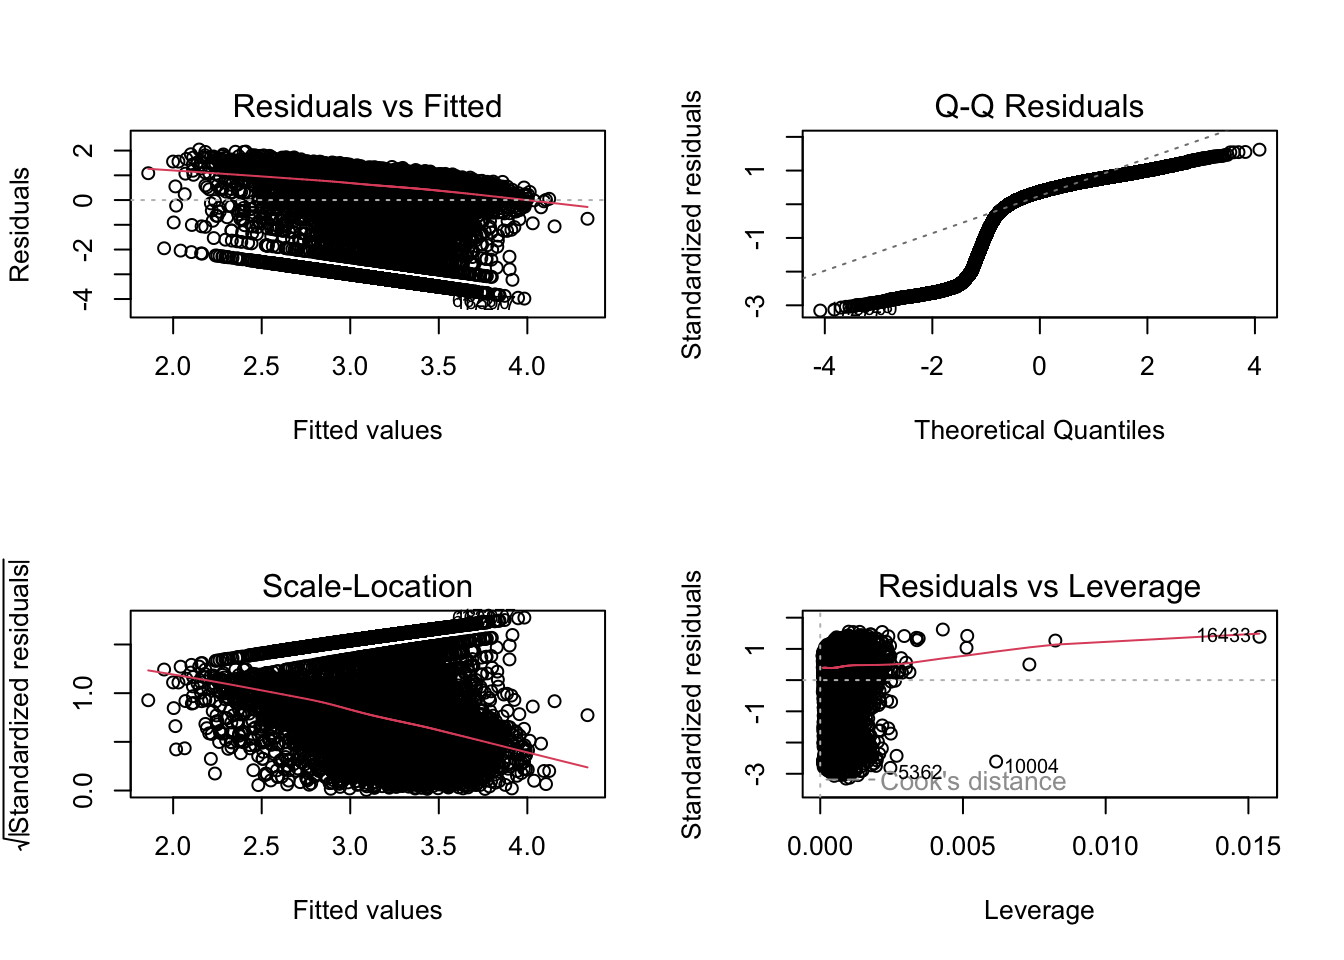 Residuals vs Fitted
Residuals
2
0
-2
-4
2.0 2.5 3.0 3.5 4.0
Fitted values
Q-Q Residuals
Standardized residuals
1
-1
-3
-4 -2 0 2 4
Theoretical Quantiles
Scale-Location
√|Standardized residuals|
1.0
0.0
2.0 2.5 3.0 3.5 4.0
Fitted values
Residuals vs Leverage
Standardized residuals
1
-1
-3
16433
10004
5362
Cook's distance
0.000 0.005 0.010 0.015
Leverage